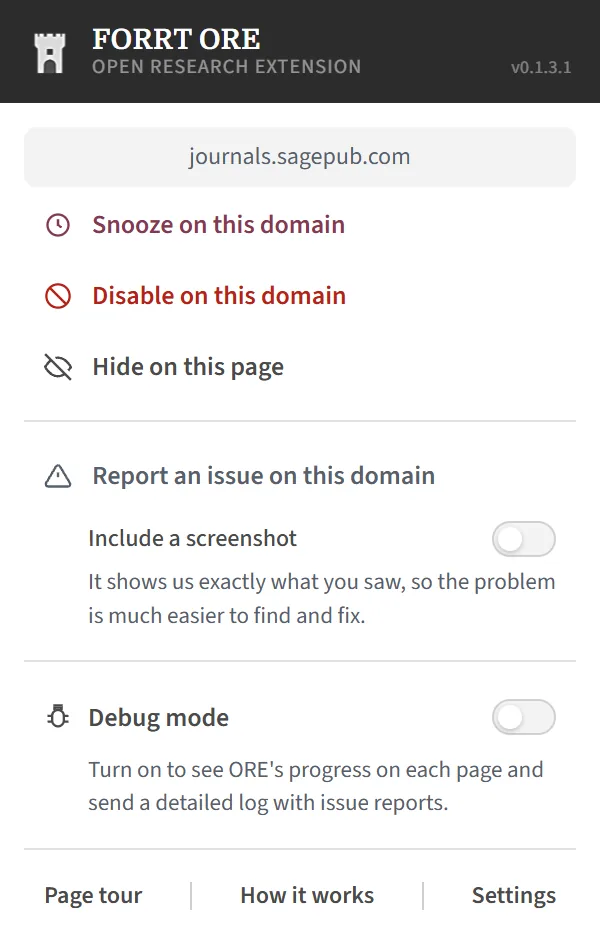 FORRT ORE
OPEN RESEARCH EXTENSION
v0.1.3.1
journals.sagepub.com
Snooze on this domain
Disable on this domain
Hide on this page
Report an issue on this domain
Include a screenshot
It shows us exactly what you saw, so the problem
is much easier to find and fix.
Debug mode
Turn on to see ORE's progress on each page and
send a detailed log with issue reports.
Page tour
How it works
Settings